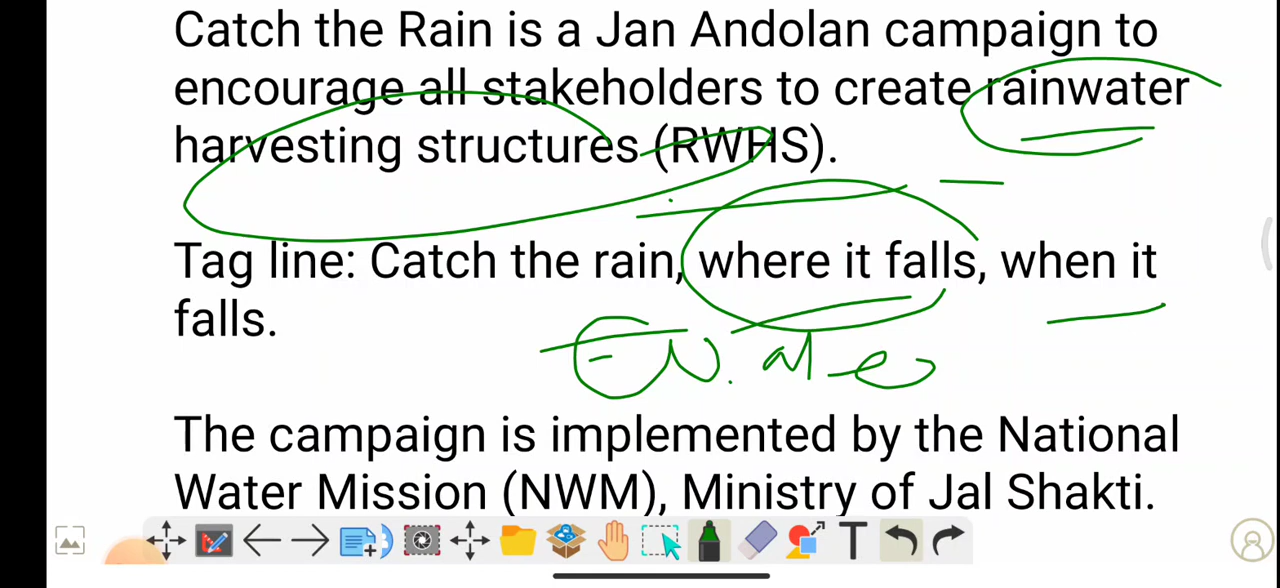 Catch the Rain is a Jan Andolan campaign to
encourage all stakeholders to create rainwater
harvesting structures (RWHS).
Tag line: Catch the rain, where it falls, when it
falls.
The campaign is implemented by the National
Water Mission (NWM), Ministry of Jal Shakti.
T